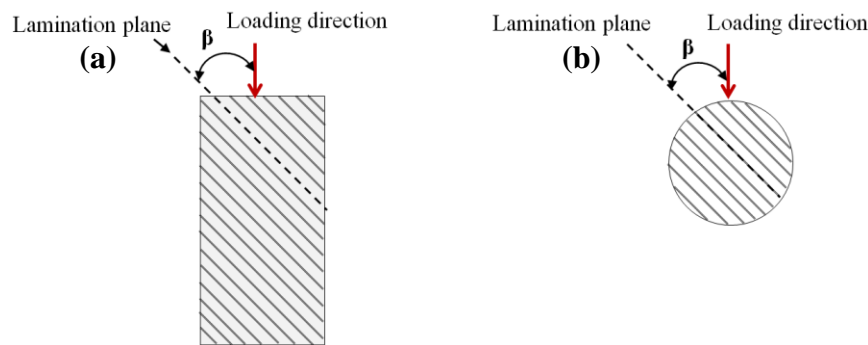 Lamination plane
Loading direction
β
(a)
Lamination plane
Loading direction
β
(b)